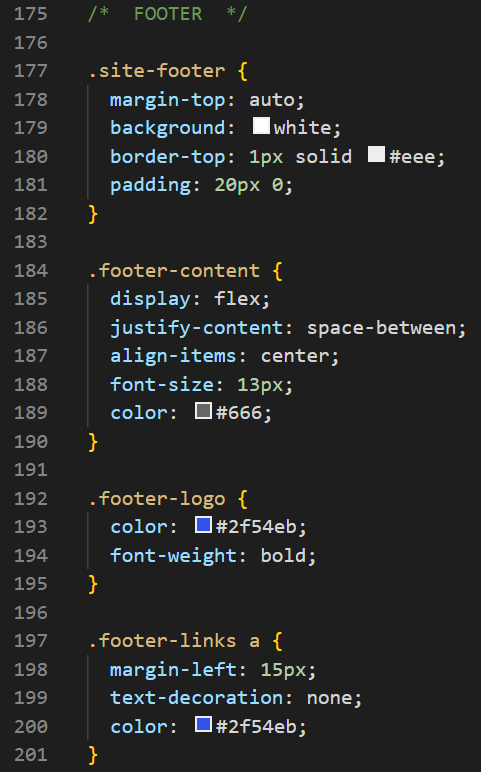 175 /*  FOOTER  */
176
177 .site-footer {
178   margin-top: auto;
179   background: white;
180   border-top: 1px solid #eee;
181   padding: 20px 0;
182 }
183
184 .footer-content {
185   display: flex;
186   justify-content: space-between;
187   align-items: center;
188   font-size: 13px;
189   color: #666;
190 }
191
192 .footer-logo {
193   color: #2f54eb;
194   font-weight: bold;
195 }
196
197 .footer-links a {
198   margin-left: 15px;
199   text-decoration: none;
200   color: #2f54eb;
201 }